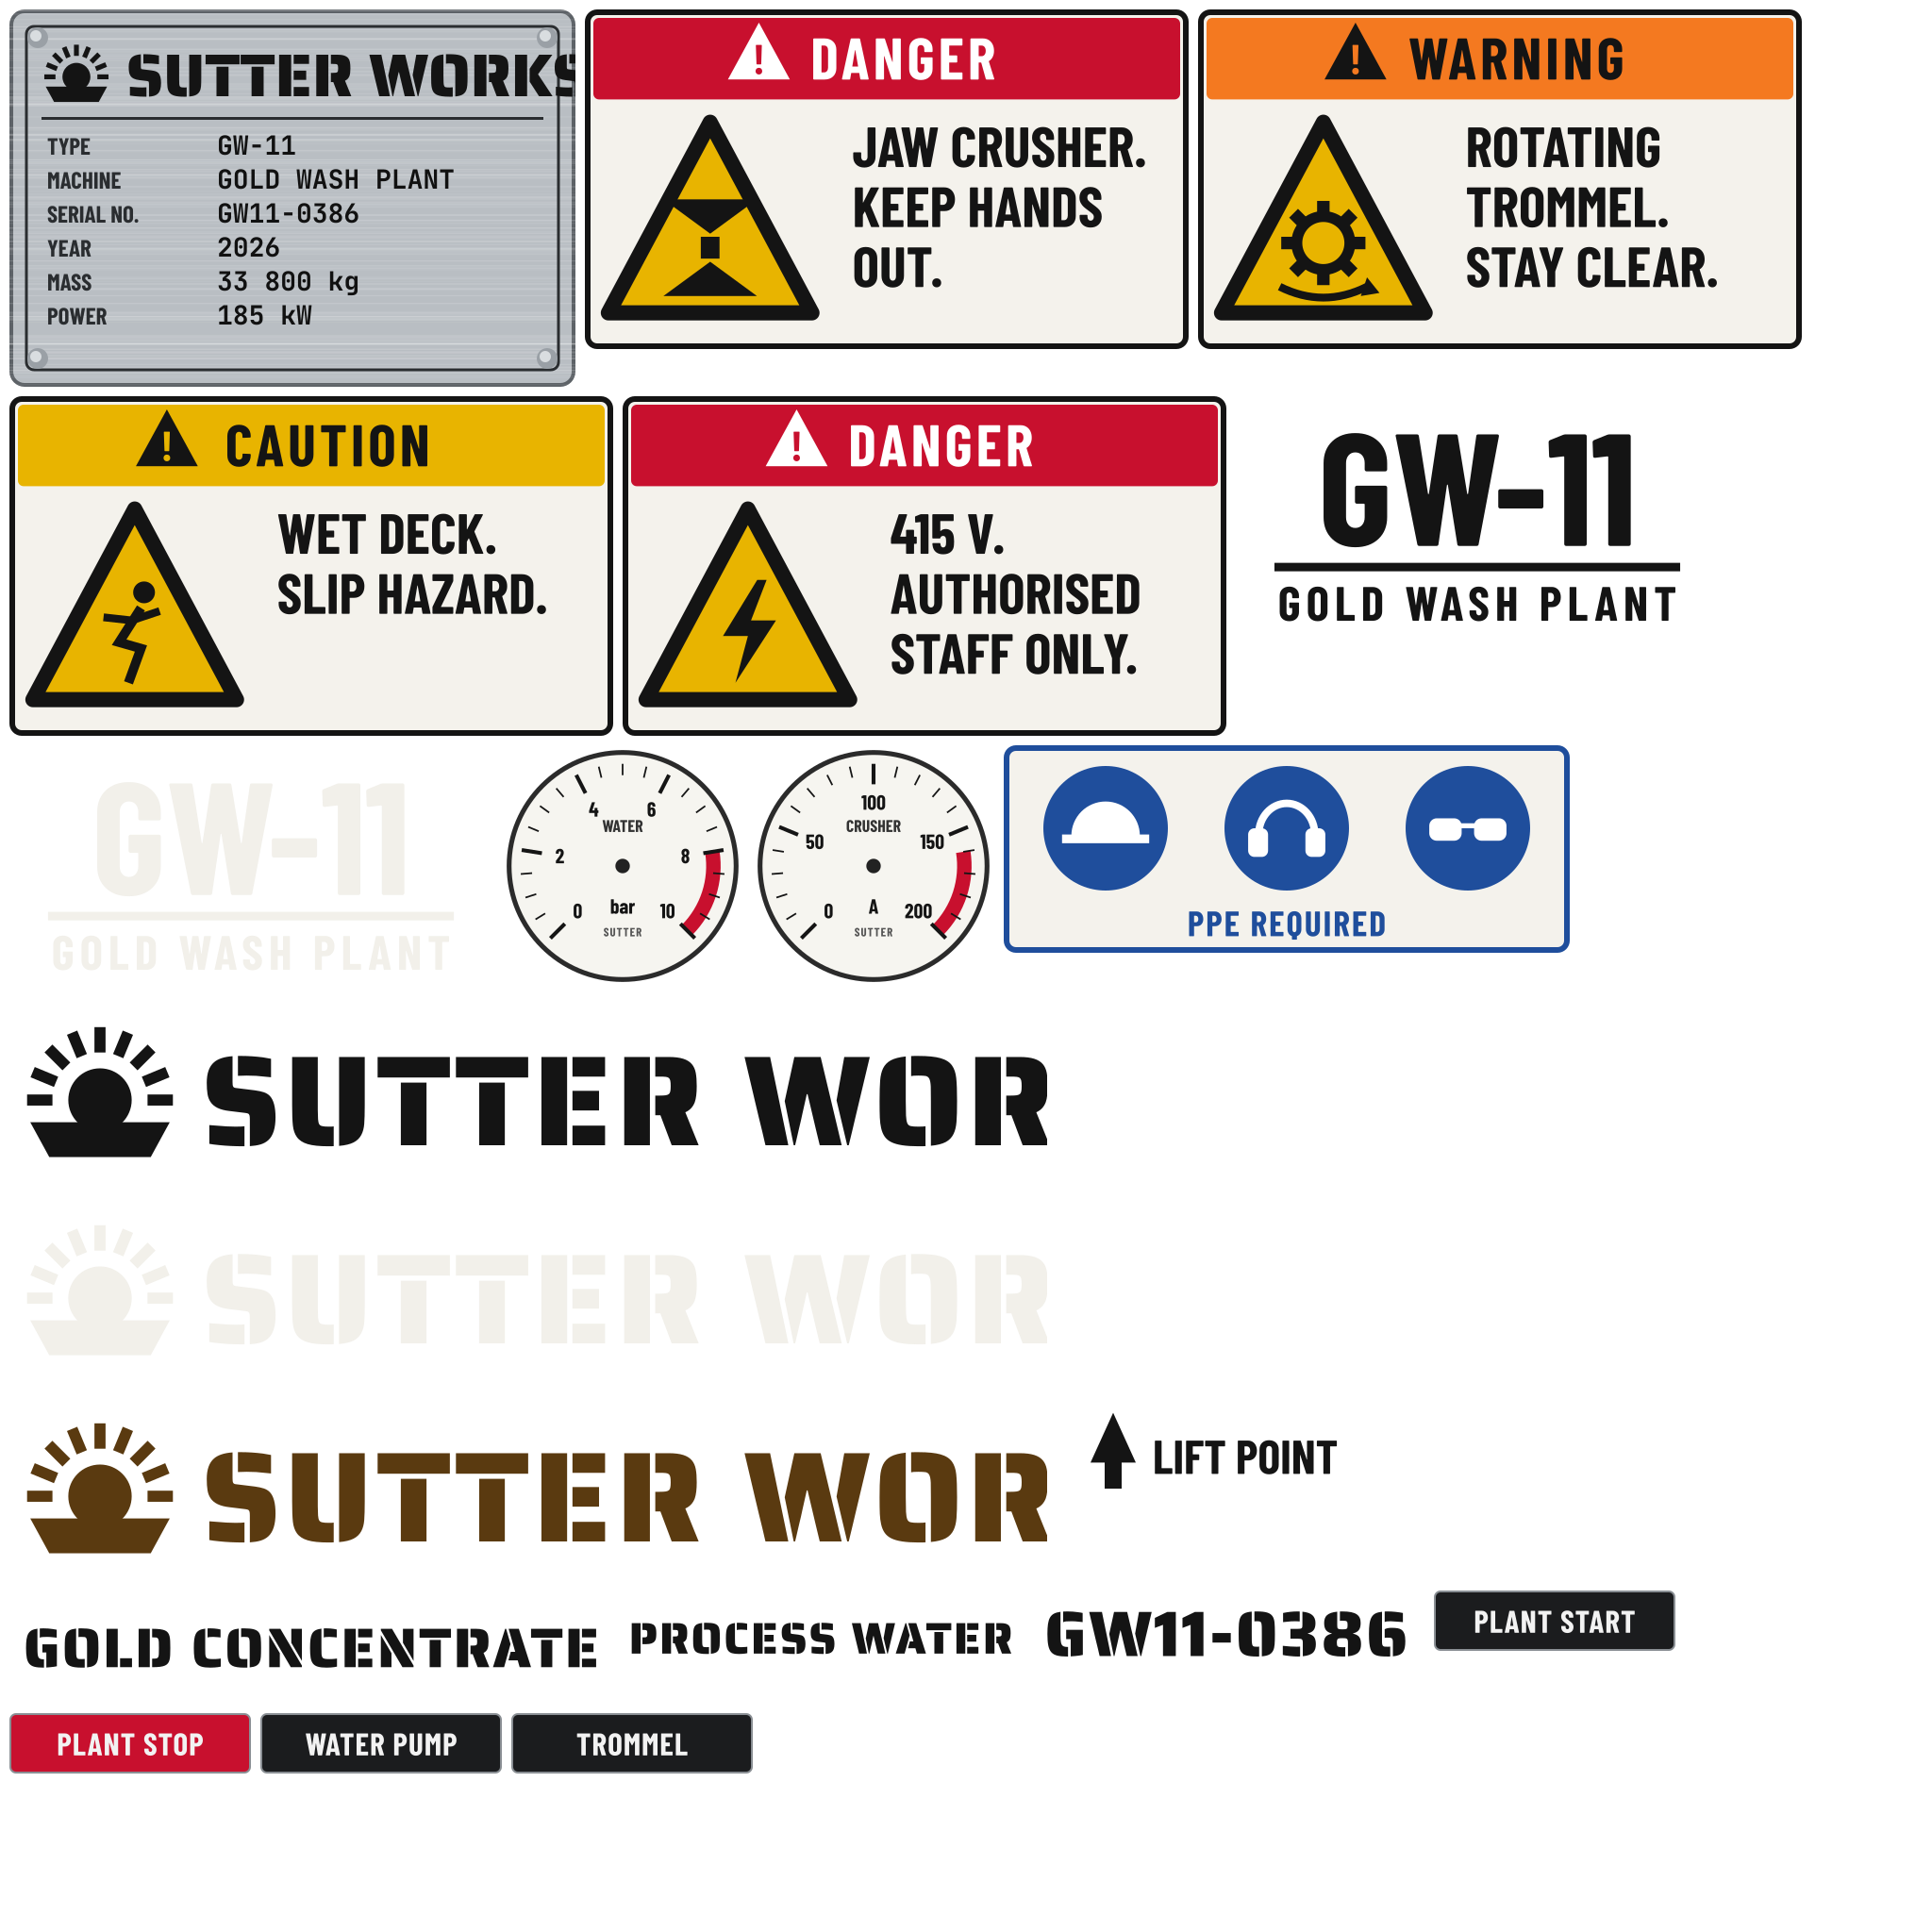 SUTTER WORKS
TYPE GW-11
MACHINE GOLD WASH PLANT
SERIAL NO. GW11-0386
YEAR 2026
MASS 33 800 kg
POWER 185 kW
! DANGER
JAW CRUSHER.
KEEP HANDS
OUT.
! WARNING
ROTATING
TROMMEL.
STAY CLEAR.
! CAUTION
WET DECK.
SLIP HAZARD.
! DANGER
415 V.
AUTHORISED
STAFF ONLY.
GW-11
GOLD WASH PLANT
GW-11
GOLD WASH PLANT
4 6
WATER
2 8
0 bar 10
SUTTER
100
CRUSHER
50 150
0 A 200
SUTTER
PPE REQUIRED
SUTTER WOR
SUTTER WOR
SUTTER WOR
LIFT POINT
GOLD CONCENTRATE
PROCESS WATER
GW11-0386
PLANT START
PLANT STOP
WATER PUMP
TROMMEL